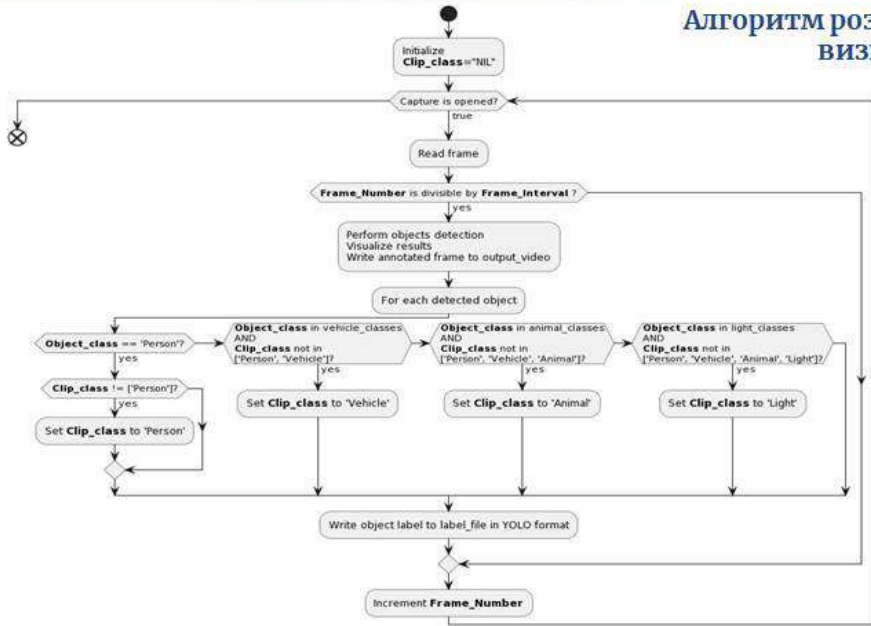 Алгоритм
Initialize
Clip_class="NIL"
Capture is opened?
true
Read frame
Frame_Number is divisible by Frame_Interval ?
yes
Perform objects detection
Visualize results
Write annotated frame to output_video
For each detected object
Object_class == 'Person'?
yes
Clip_class != ['Person']?
yes
Set Clip_class to 'Person'
Object_class in vehicle_classes
AND
Clip_class not in
['Person', 'Vehicle']?
yes
Set Clip_class to 'Vehicle'
Object_class in animal_classes
AND
Clip_class not in
['Person', 'Vehicle', 'Animal']?
yes
Set Clip_class to 'Animal'
Object_class in light_classes
AND
Clip_class not in
['Person', 'Vehicle', 'Animal', 'Light']?
yes
Set Clip_class to 'Light'
Write object label to label_file in YOLO format
Increment Frame_Number